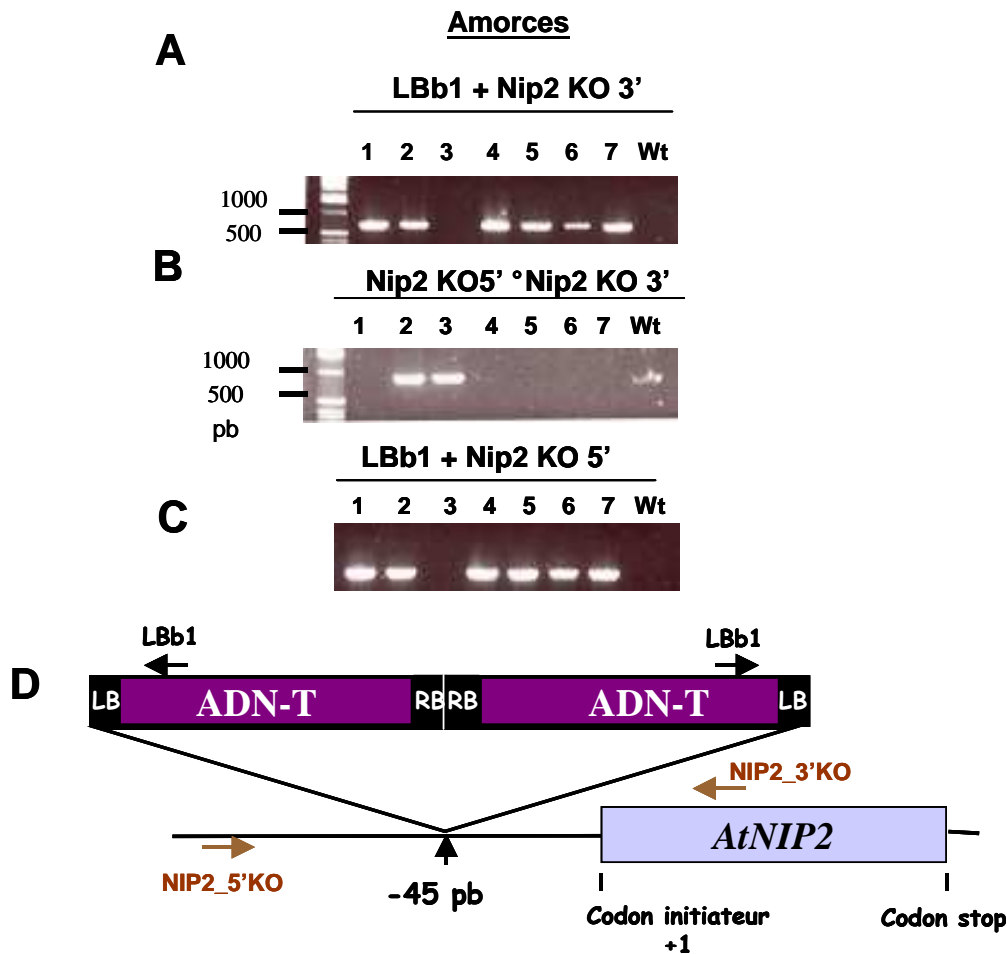 Amorces
A
LBb1 + Nip2 KO 3’
1 2 3 4 5 6 7 Wt
1000
500
B
Nip2 KO5’ °Nip2 KO 3’
1 2 3 4 5 6 7 Wt
1000
500
pb
LBb1 + Nip2 KO 5’
C
1 2 3 4 5 6 7 Wt
LBb1 LBb1
D
LB ADN-T RB RB ADN-T LB
NIP2_3’KO
AtNIP2
NIP2_5’KO
-45 pb
Codon initiateur Codon stop
+1